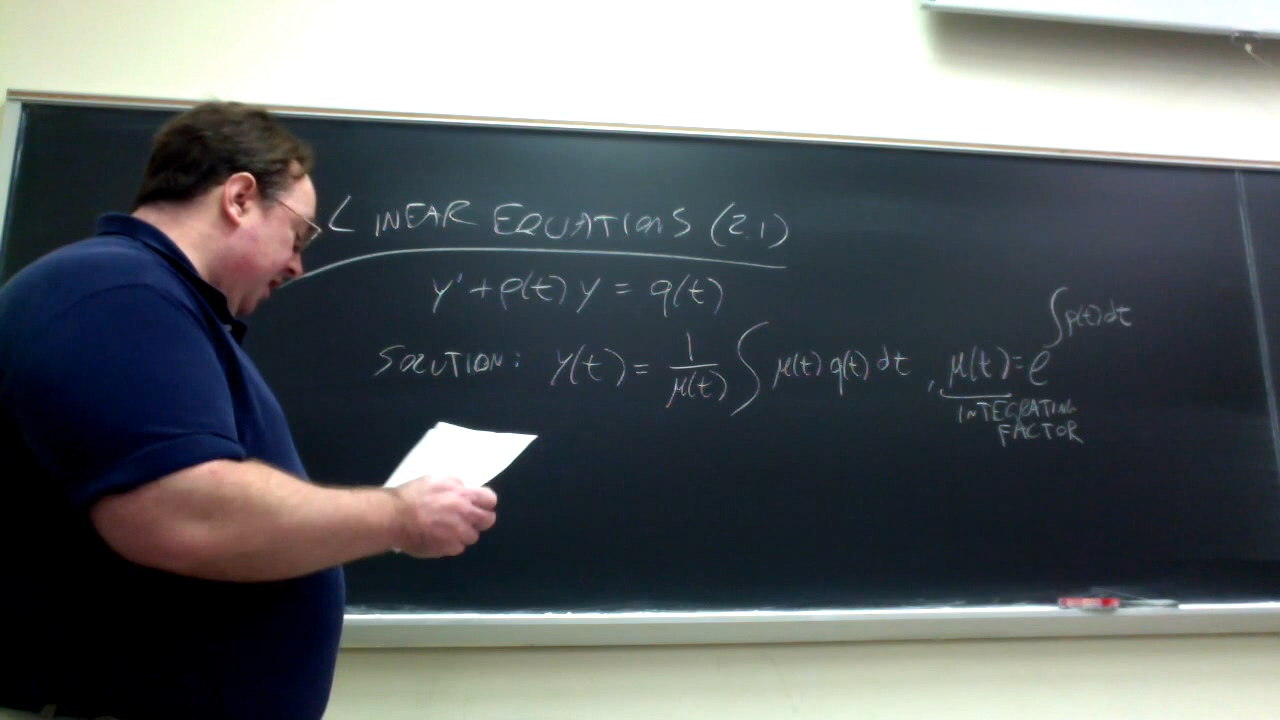 LINEAR EQUATIONS (2.1)
y' + p(t) y = q(t)
SOLUTION: y(t) = 1/μ(t) ∫ μ(t) q(t) dt , μ(t) = e^∫p(t)dt
INTEGRATING
FACTOR